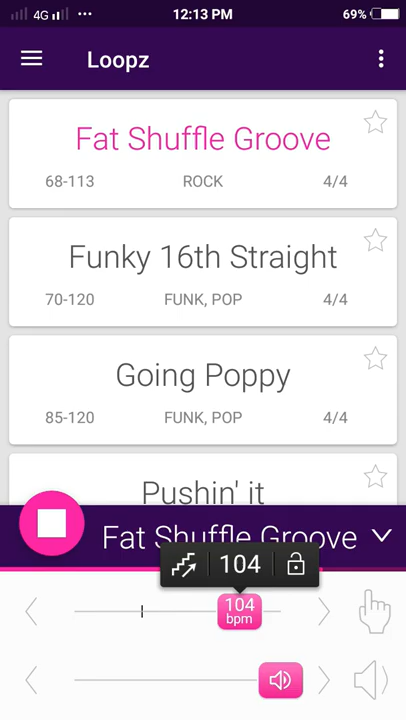 4G 12:13 PM 69%
Loopz
Fat Shuffle Groove
68-113 ROCK 4/4
Funky 16th Straight
70-120 FUNK, POP 4/4
Going Poppy
85-120 FUNK, POP 4/4
Pushin' it
Fat Shuffle Groove
104
104
bpm